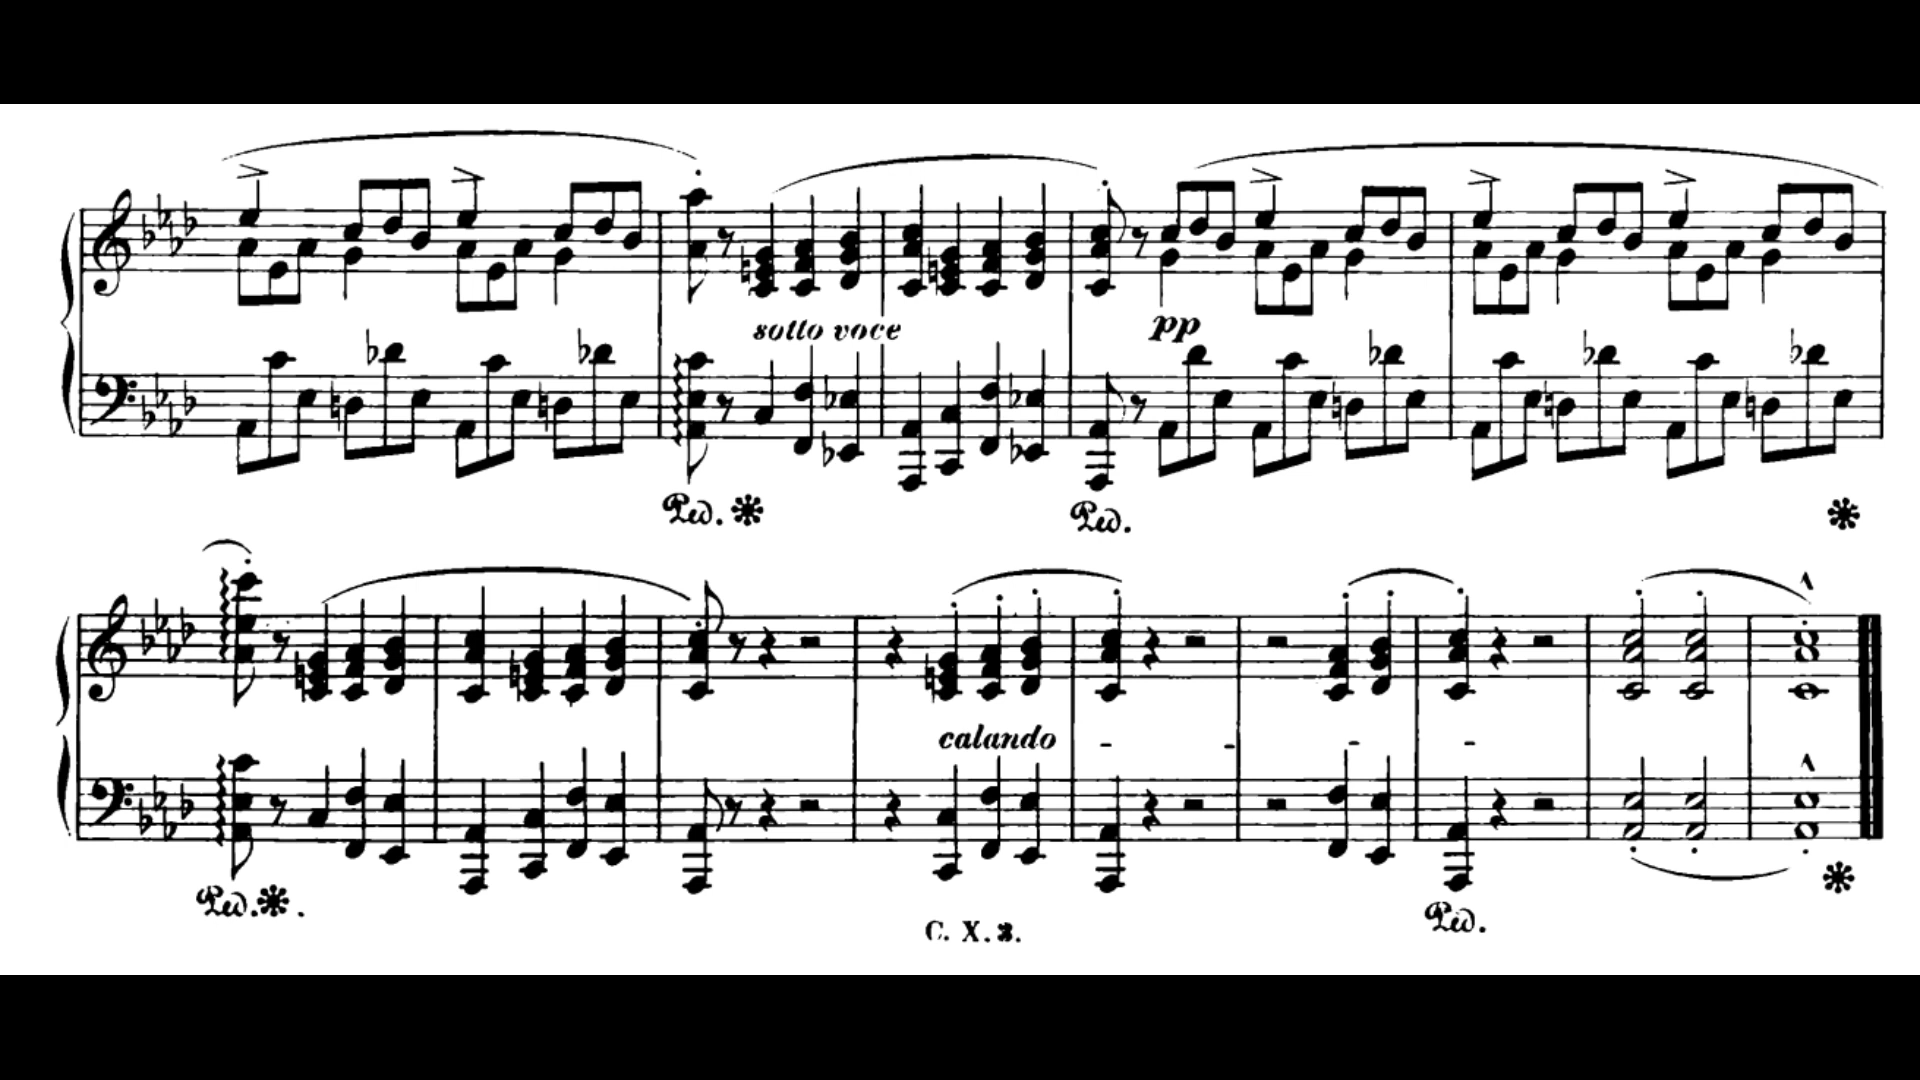 sotto voce
pp
Ped. Ped.
calando - - - -
Ped. Ped.
C. X. 3.